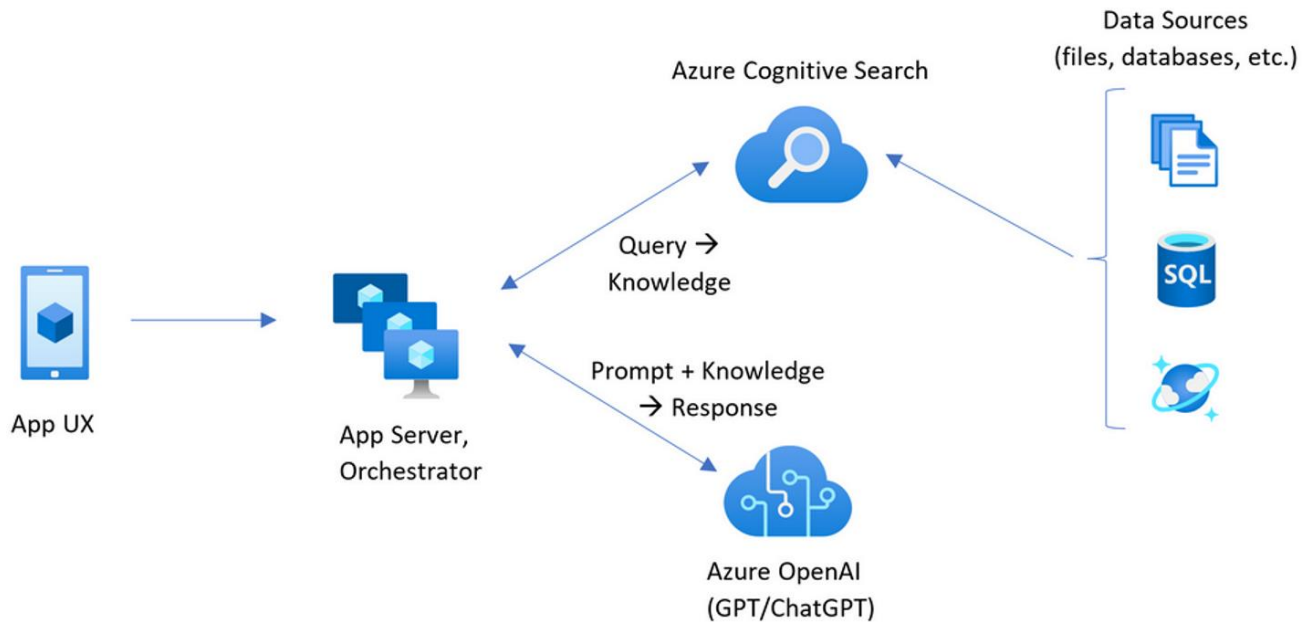 Data Sources
(files, databases, etc.)
Azure Cognitive Search
Query →
Knowledge
SQL
Prompt + Knowledge
→ Response
App UX
App Server,
Orchestrator
Azure OpenAI
(GPT/ChatGPT)